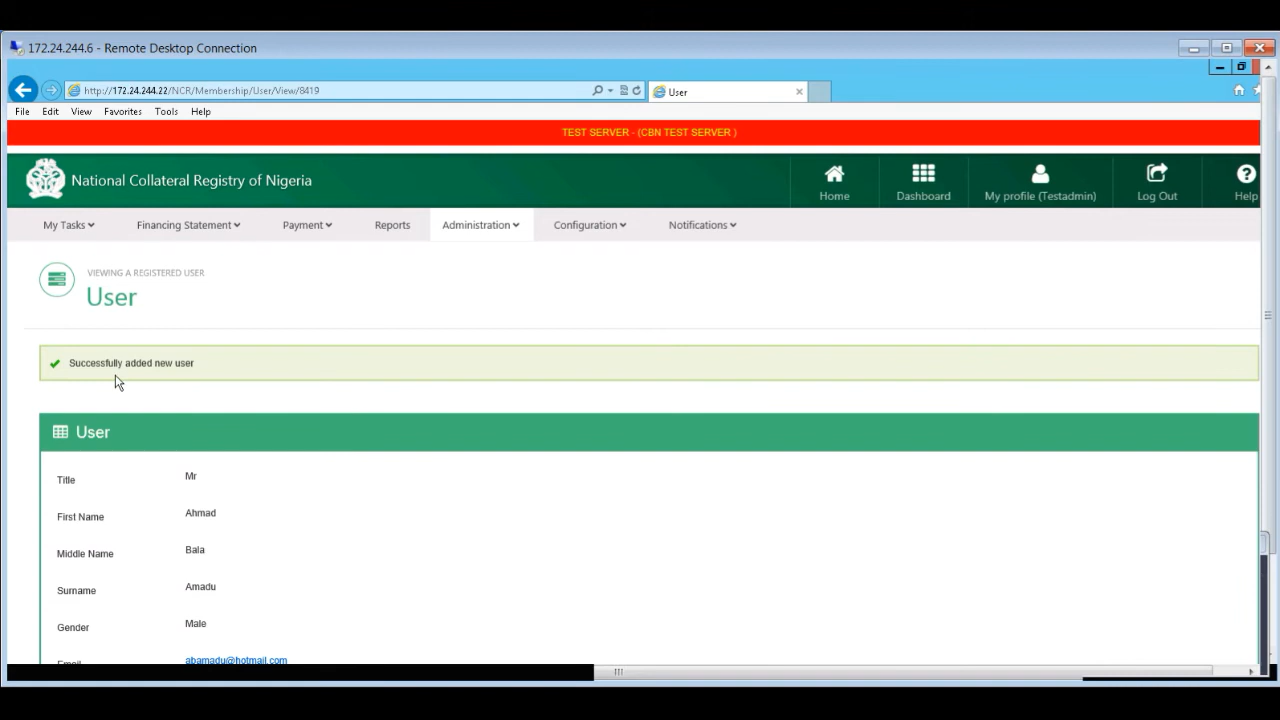 172.24.244.6 - Remote Desktop Connection
http://172.24.244.22/NCR/Membership/User/View/8419
User
File Edit View Favorites Tools Help
TEST SERVER - (CBN TEST SERVER )
National Collateral Registry of Nigeria
Home Dashboard My profile (Testadmin) Log Out Help
My Tasks Financing Statement Payment Reports Administration Configuration Notifications
VIEWING A REGISTERED USER
User
Successfully added new user
User
Title Mr
First Name Ahmad
Middle Name Bala
Surname Amadu
Gender Male
Email abamadu@hotmail.com